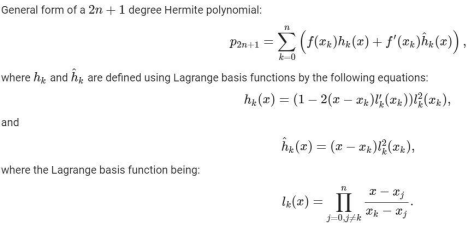 General form of a $2n+1$ degree Hermite polynomial:
$$p_{2n+1} = \sum_{k=0}^{n} \left( f(x_k) h_k(x) + f'(x_k) \hat{h}_k(x) \right),$$
where $h_k$ and $\hat{h}_k$ are defined using Lagrange basis functions by the following equations:
$$h_k(x) = (1 - 2(x - x_k) l'_k(x_k)) l_k^2(x_k),$$
and
$$\hat{h}_k(x) = (x - x_k) l_k^2(x_k),$$
where the Lagrange basis function being:
$$l_k(x) = \prod_{j=0, j \neq k}^{n} \frac{x - x_j}{x_k - x_j}.$$